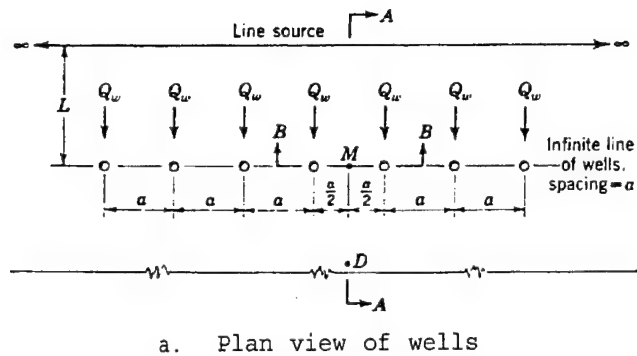 A
Line source
∞ ∞
L
Q_w Q_w Q_w Q_w Q_w Q_w Q_w
B M B
Infinite line
of wells,
spacing = a
a a a a/2 a/2 a a
D
A
a. Plan view of wells